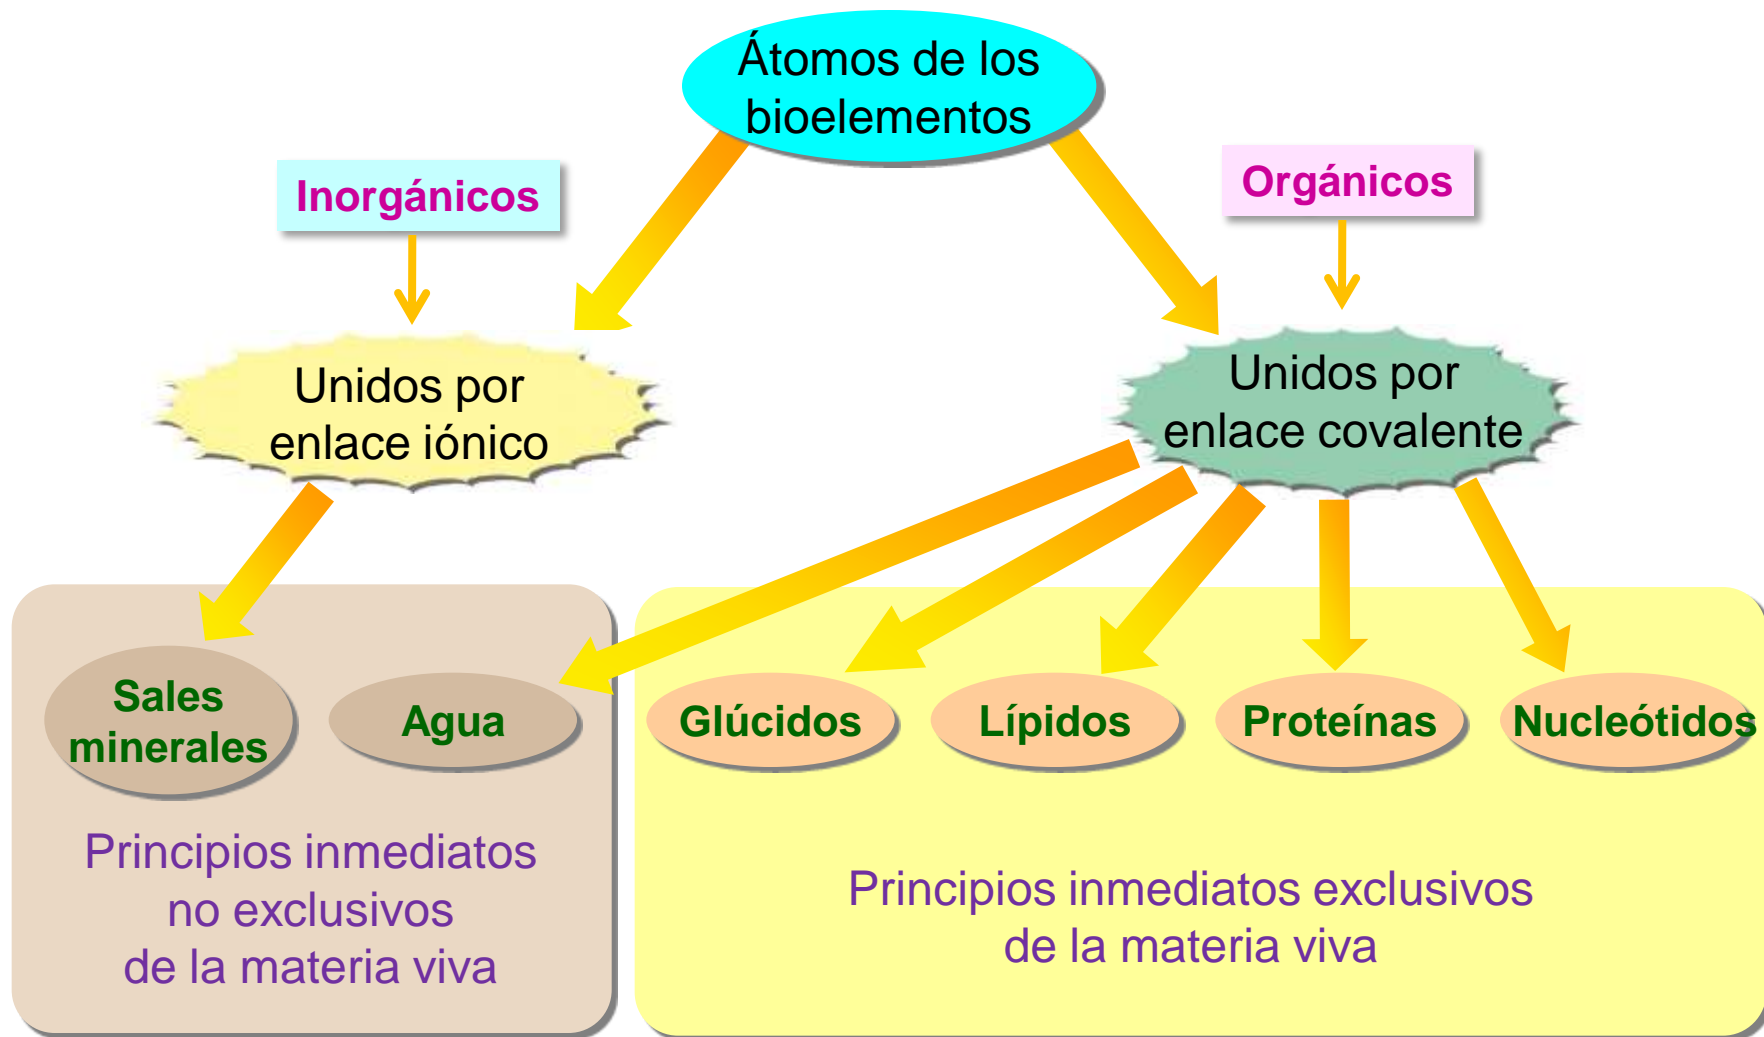 Átomos de los
bioelementos
Inorgánicos
Orgánicos
Unidos por
enlace iónico
Unidos por
enlace covalente
Sales
minerales
Agua
Glúcidos
Lípidos
Proteínas
Nucleótidos
Principios inmediatos
no exclusivos
de la materia viva
Principios inmediatos exclusivos
de la materia viva